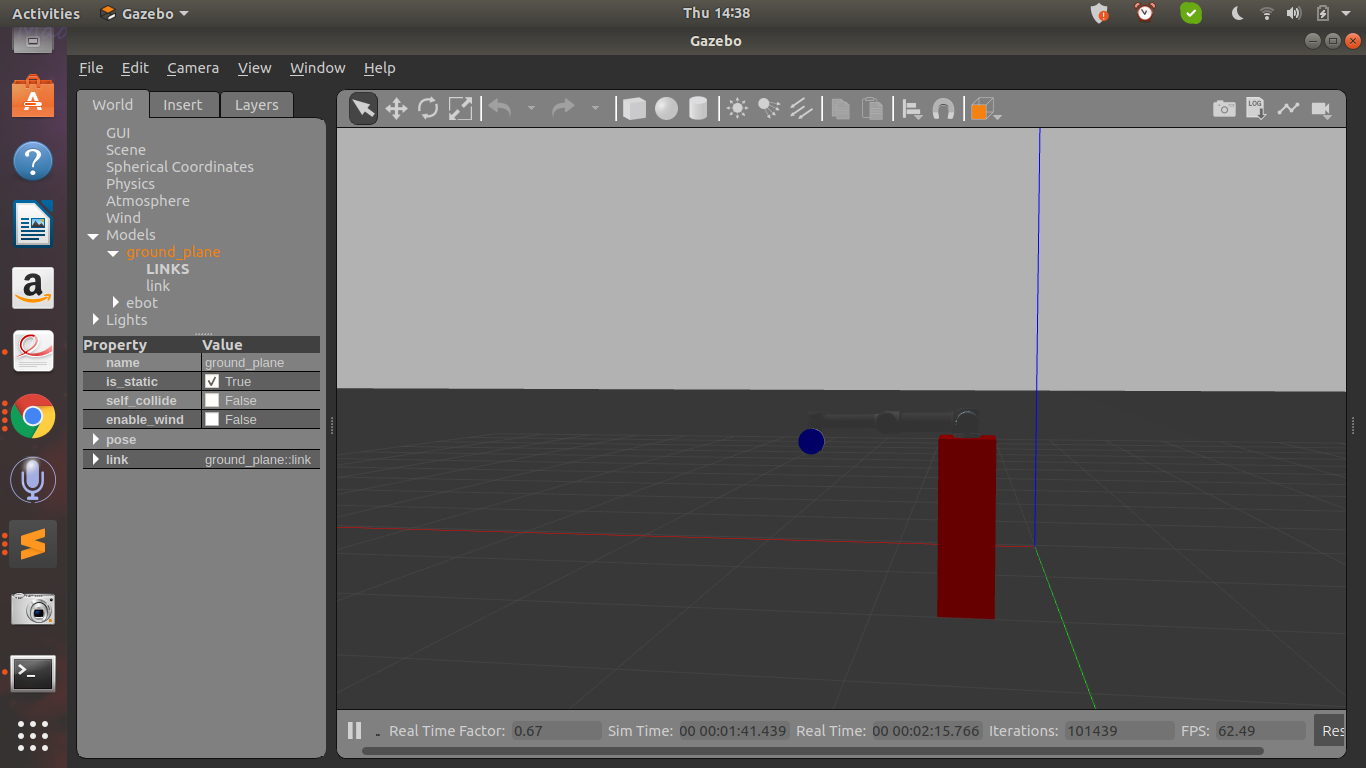 Activities Gazebo Thu 14:38
Gazebo
File Edit Camera View Window Help
World Insert Layers
LOG
GUI
Scene
Spherical Coordinates
Physics
Atmosphere
Wind
Models
ground_plane
LINKS
link
ebot
Lights
Property Value
name ground_plane
is_static True
self_collide False
enable_wind False
pose
link ground_plane::link
Real Time Factor: 0.67 Sim Time: 00 00:01:41.439 Real Time: 00 00:02:15.766 Iterations: 101439 FPS: 62.49 Res